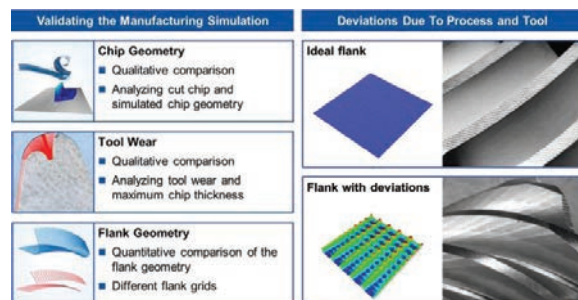 Validating the Manufacturing Simulation
Chip Geometry
Qualitative comparison
Analyzing cut chip and
simulated chip geometry
Tool Wear
Qualitative comparison
Analyzing tool wear and
maximum chip thickness
Flank Geometry
Quantitative comparison of the
flank geometry
Different flank grids
Deviations Due To Process and Tool
Ideal flank
Flank with deviations